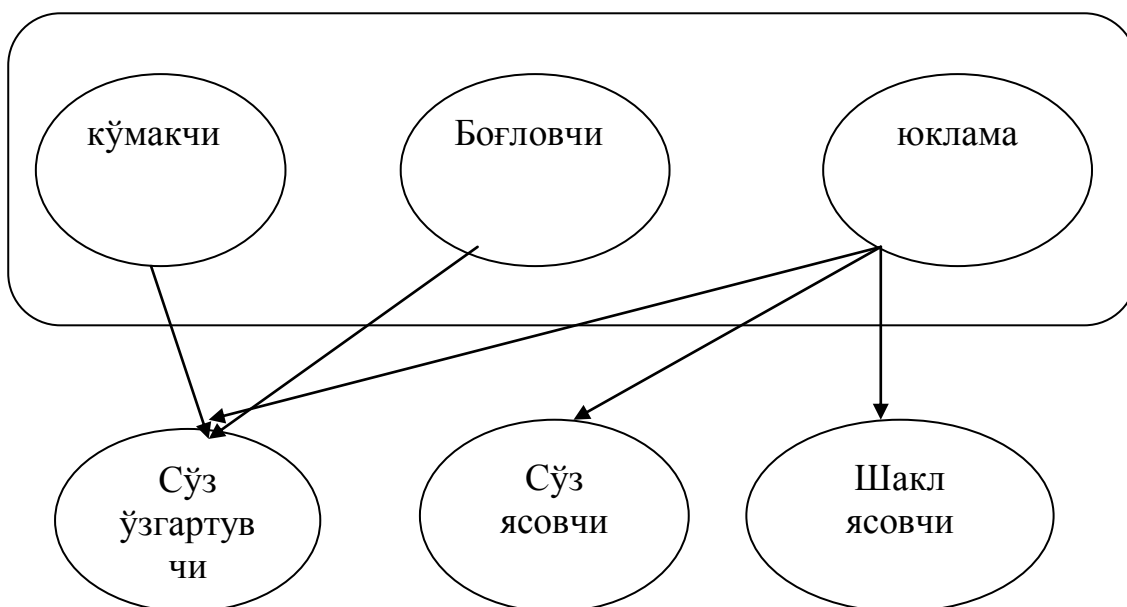 кўмакчи
Боғловчи
юклама
Сўз
ўзгартув
чи
Сўз
ясовчи
Шакл
ясовчи